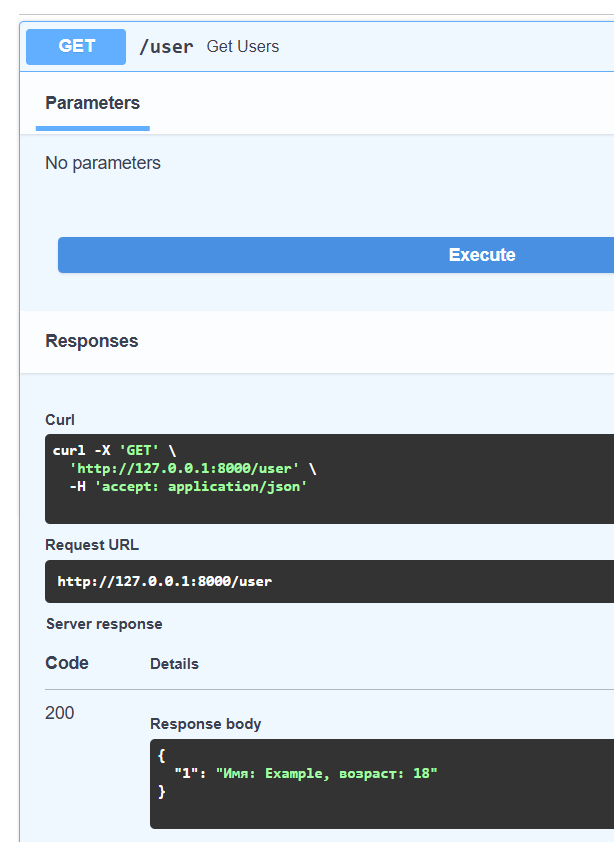 GET /user Get Users
Parameters
No parameters
Execute
Responses
Curl
curl -X 'GET' \
  'http://127.0.0.1:8000/user' \
  -H 'accept: application/json'
Request URL
http://127.0.0.1:8000/user
Server response
Code Details
200
Response body
{
  "1": "Имя: Example, возраст: 18"
}